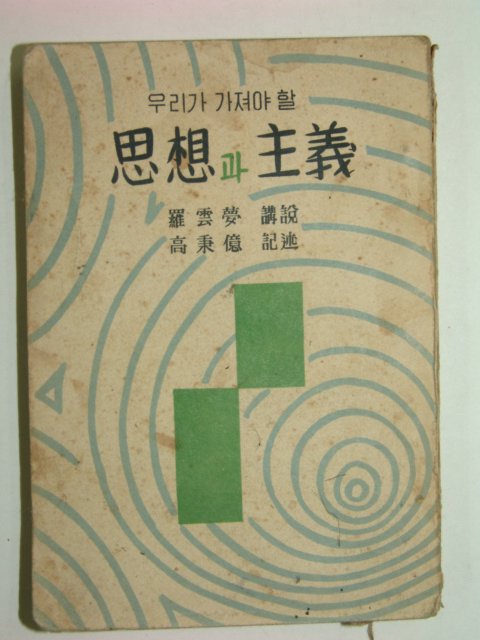 우리가 가져야 할
思想과 主義
羅雲夢 講説
高秉億 記述